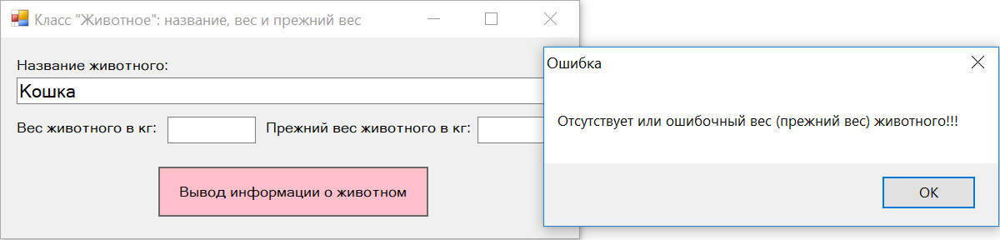 Класс "Животное": название, вес и прежний вес
Название животного:
Кошка
Вес животного в кг:
Прежний вес животного в кг:
Вывод информации о животном
Ошибка
Отсутствует или ошибочный вес (прежний вес) животного!!!
OK